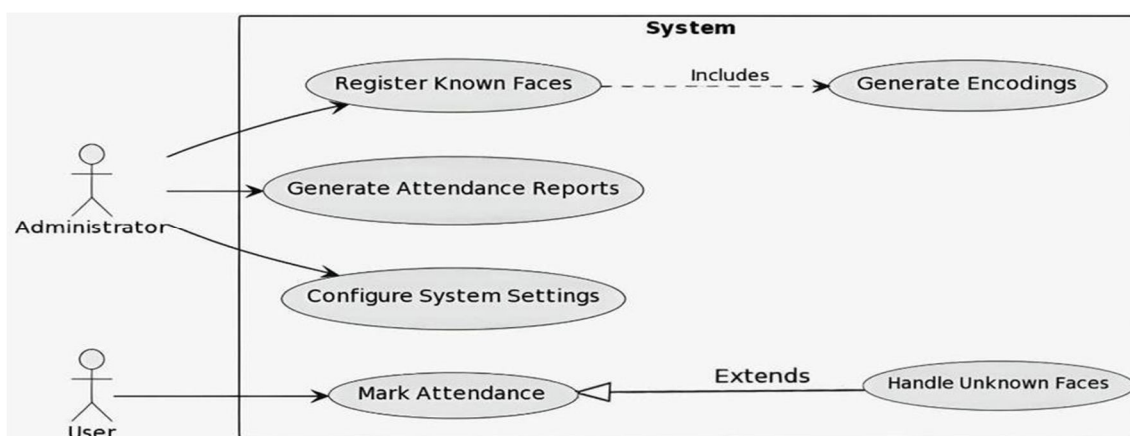 System
Register Known Faces
Includes
Generate Encodings
Generate Attendance Reports
Administrator
Configure System Settings
Mark Attendance
Extends
Handle Unknown Faces
User